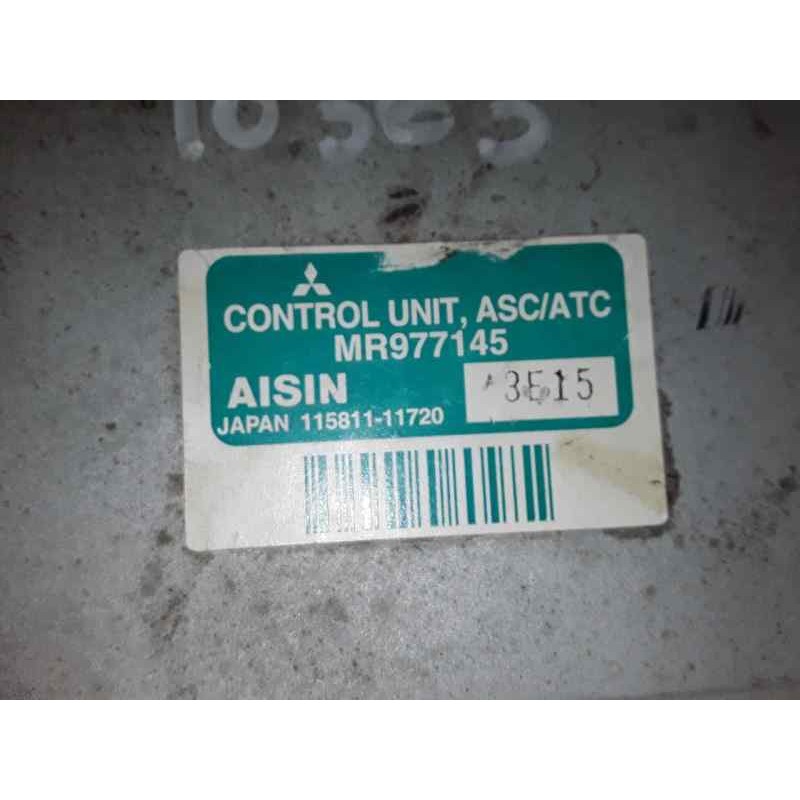 CONTROL UNIT, ASC/ATC
MR977145
AISIN
3E15
JAPAN 115811-11720